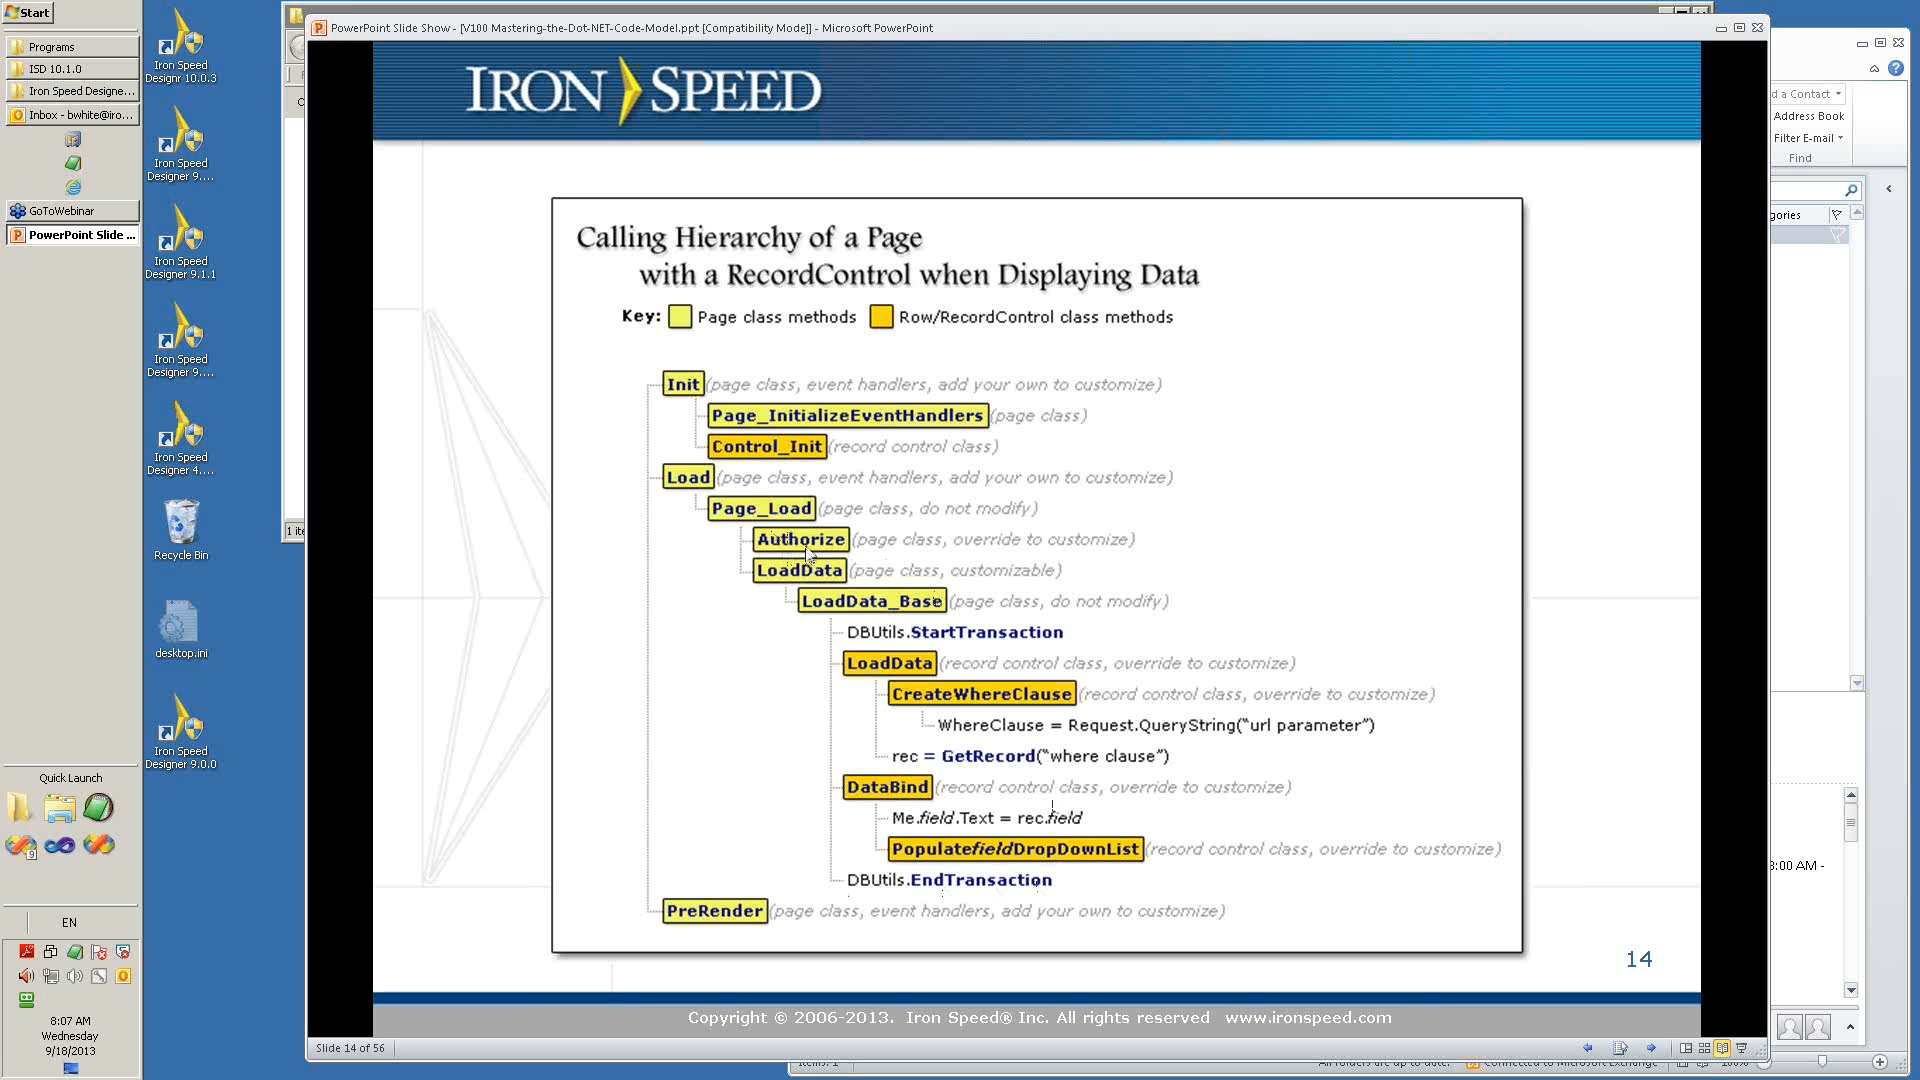 Start
Programs
ISD 10.1.0
Iron Speed Designe...
Inbox - bwhite@iro...
GoToWebinar
PowerPoint Slide ...
Quick Launch
9
EN
8:07 AM
Wednesday
9/18/2013
Iron Speed
Designr 10.0.3
Iron Speed
Designer 9....
Iron Speed
Designer 9.1.1
Iron Speed
Designer 9....
Iron Speed
Designer 4....
Recycle Bin
desktop.ini
Iron Speed
Designer 9.0.0
PowerPoint Slide Show - [V100 Mastering-the-Dot-NET-Code-Model.ppt [Compatibility Mode]] - Microsoft PowerPoint
IRON SPEED
Calling Hierarchy of a Page
with a RecordControl when Displaying Data
Key: Page class methods Row/RecordControl class methods
Init (page class, event handlers, add your own to customize)
Page_InitializeEventHandlers (page class)
Control_Init (record control class)
Load (page class, event handlers, add your own to customize)
Page_Load (page class, do not modify)
Authorize (page class, override to customize)
LoadData (page class, customizable)
LoadData_Base (page class, do not modify)
DBUtils.StartTransaction
LoadData (record control class, override to customize)
CreateWhereClause (record control class, override to customize)
WhereClause = Request.QueryString(“url parameter”)
rec = GetRecord(“where clause”)
DataBind (record control class, override to customize)
Me.field.Text = rec.field
PopulatefieldDropDownList (record control class, override to customize)
DBUtils.EndTransaction
PreRender (page class, event handlers, add your own to customize)
14
Copyright © 2006-2013. Iron Speed® Inc. All rights reserved www.ironspeed.com
Slide 14 of 56
1 ite
d a Contact
Address Book
Filter E-mail
Find
gories
8:00 AM -